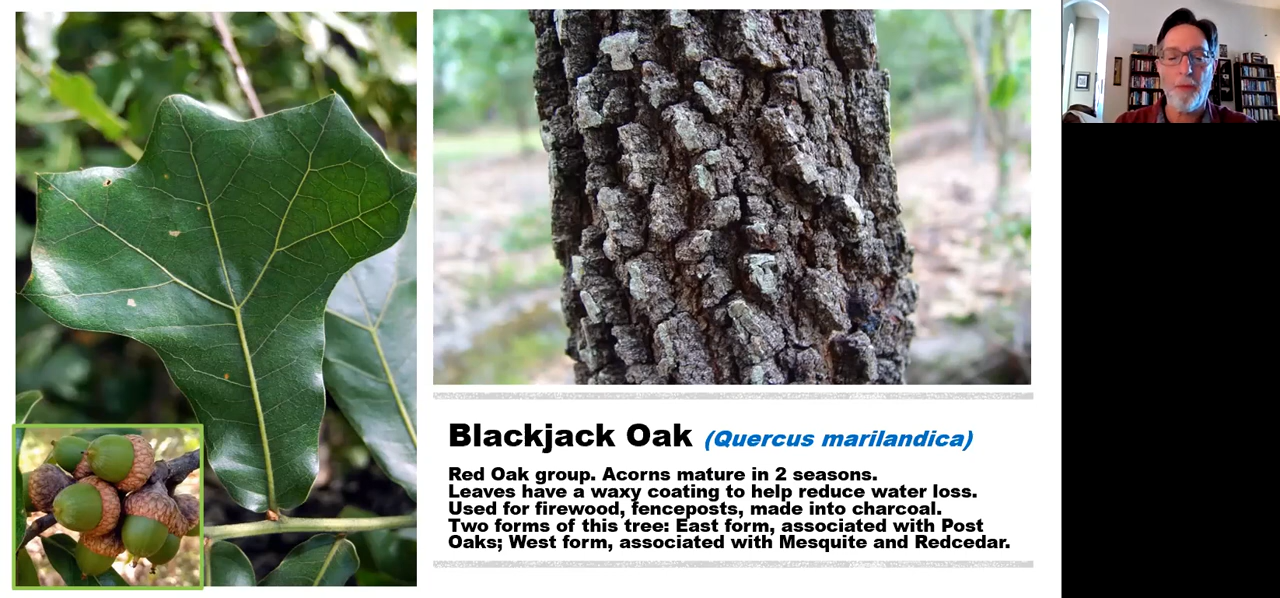 Blackjack Oak (Quercus marilandica)
Red Oak group. Acorns mature in 2 seasons.
Leaves have a waxy coating to help reduce water loss.
Used for firewood, fenceposts, made into charcoal.
Two forms of this tree: East form, associated with Post
Oaks; West form, associated with Mesquite and Redcedar.